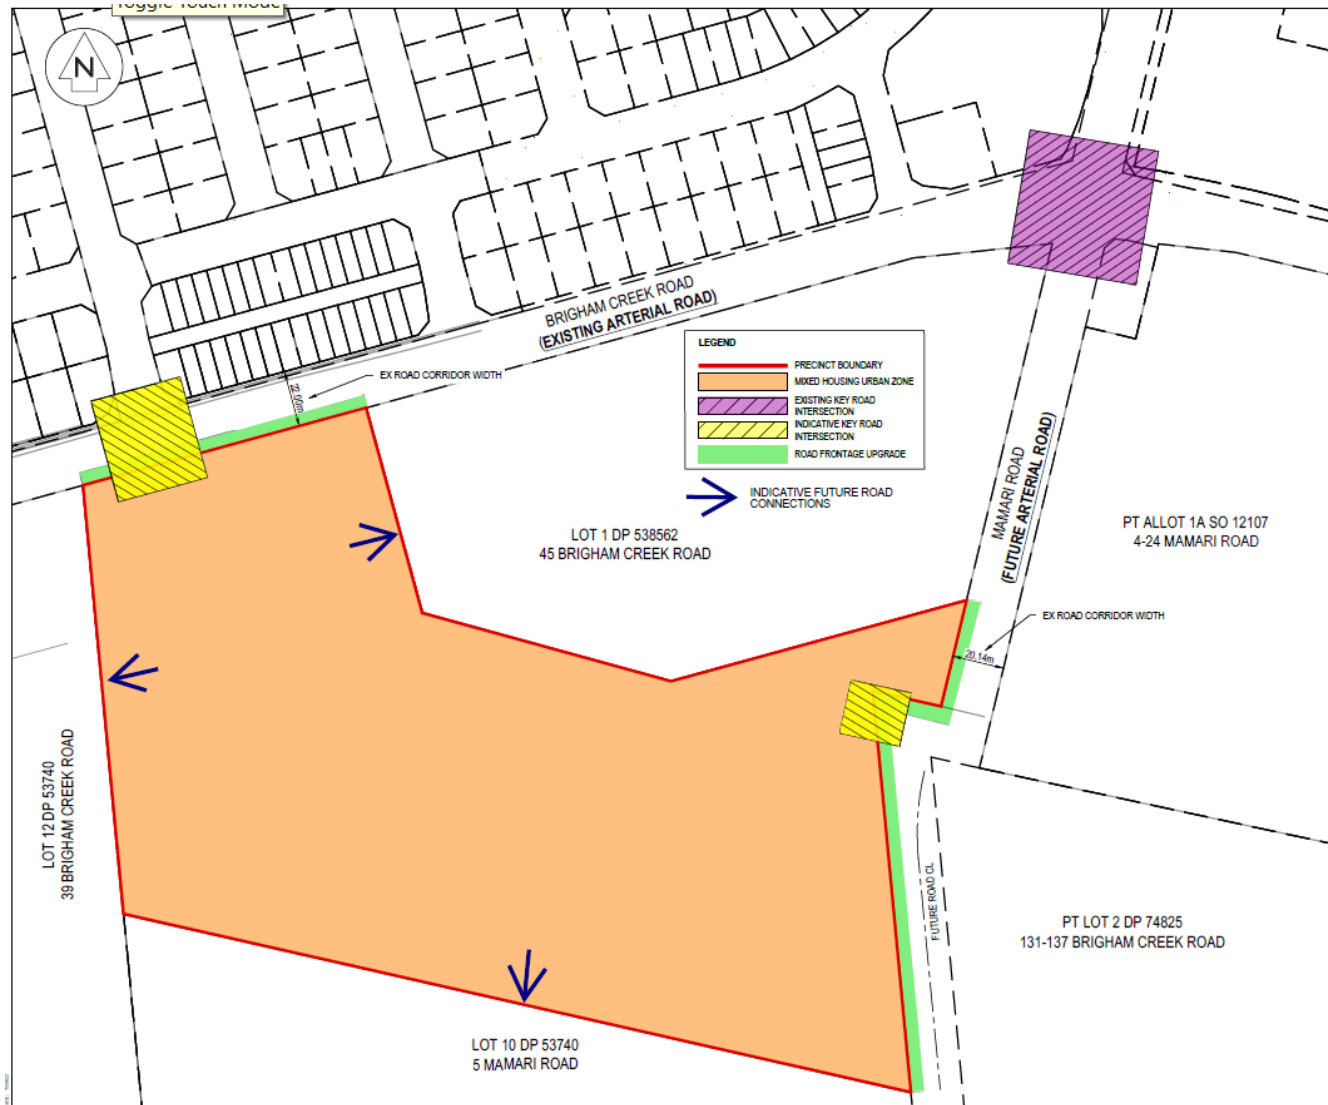 Toggle Touch Mode
N
BRIGHAM CREEK ROAD
(EXISTING ARTERIAL ROAD)
LEGEND
PRECINCT BOUNDARY
MIXED HOUSING URBAN ZONE
EXISTING KEY ROAD
INTERSECTION
INDICATIVE KEY ROAD
INTERSECTION
ROAD FRONTAGE UPGRADE
INDICATIVE FUTURE ROAD
CONNECTIONS
EX ROAD CORRIDOR WIDTH
22.00m
LOT 1 DP 538562
45 BRIGHAM CREEK ROAD
MAMARI ROAD
(FUTURE ARTERIAL ROAD)
PT ALLOT 1A SO 12107
4-24 MAMARI ROAD
EX ROAD CORRIDOR WIDTH
20.14m
LOT 12 DP 53740
39 BRIGHAM CREEK ROAD
FUTURE ROAD CL
PT LOT 2 DP 74825
131-137 BRIGHAM CREEK ROAD
LOT 10 DP 53740
5 MAMARI ROAD